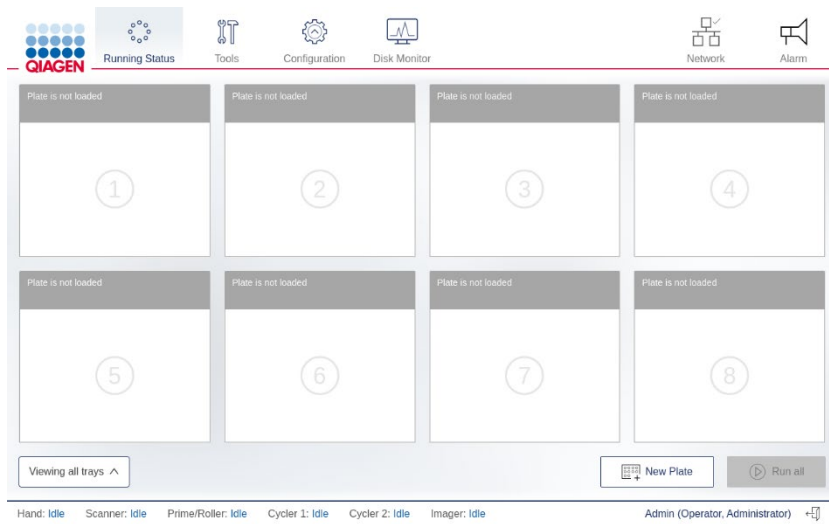 QIAGEN
Running Status Tools Configuration Disk Monitor Network Alarm
Plate is not loaded Plate is not loaded Plate is not loaded Plate is not loaded
1 2 3 4
Plate is not loaded Plate is not loaded Plate is not loaded Plate is not loaded
5 6 7 8
Viewing all trays New Plate Run all
Hand: Idle Scanner: Idle Prime/Roller: Idle Cycler 1: Idle Cycler 2: Idle Imager: Idle Admin (Operator, Administrator)